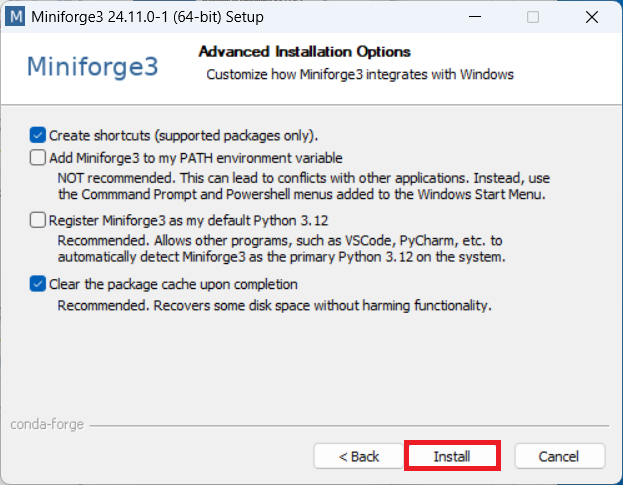 M Miniforge3 24.11.0-1 (64-bit) Setup
Miniforge3
Advanced Installation Options
Customize how Miniforge3 integrates with Windows
Create shortcuts (supported packages only).
Add Miniforge3 to my PATH environment variable
NOT recommended. This can lead to conflicts with other applications. Instead, use
the Commmand Prompt and Powershell menus added to the Windows Start Menu.
Register Miniforge3 as my default Python 3.12
Recommended. Allows other programs, such as VSCode, PyCharm, etc. to
automatically detect Miniforge3 as the primary Python 3.12 on the system.
Clear the package cache upon completion
Recommended. Recovers some disk space without harming functionality.
conda-forge
< Back Install Cancel